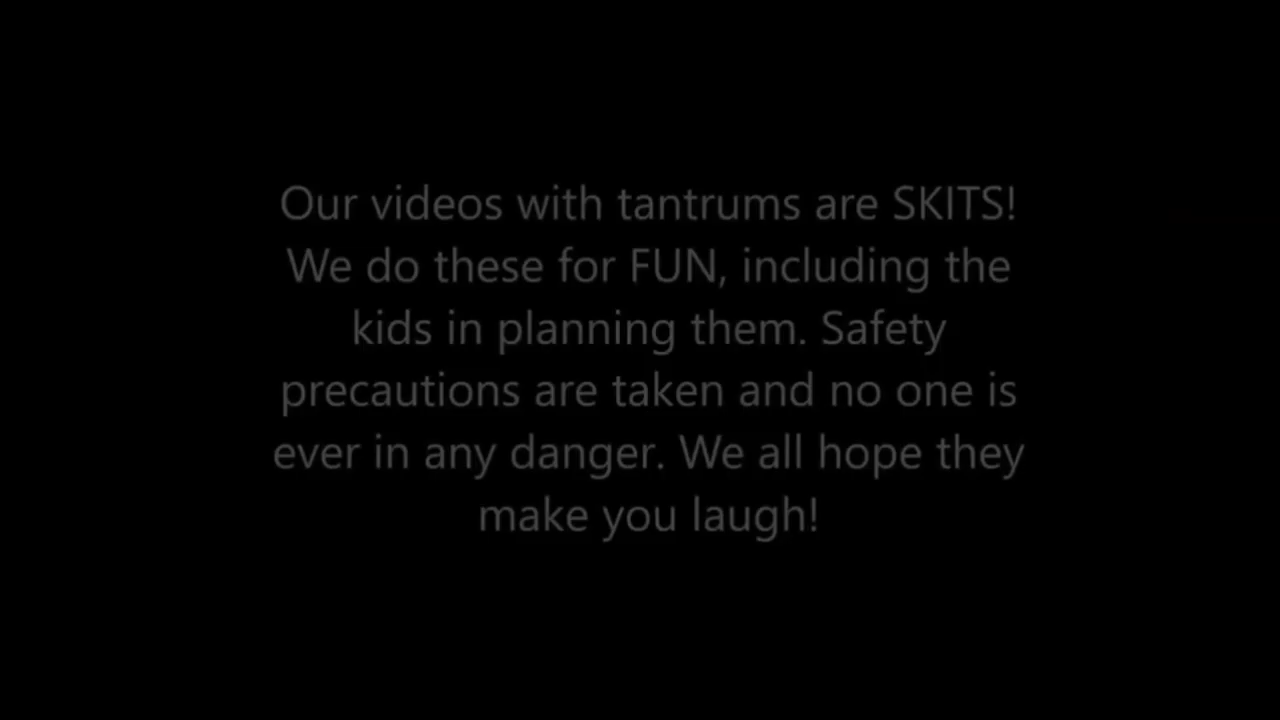 Our videos with tantrums are SKITS!
We do these for FUN, including the
kids in planning them. Safety
precautions are taken and no one is
ever in any danger. We all hope they
make you laugh!